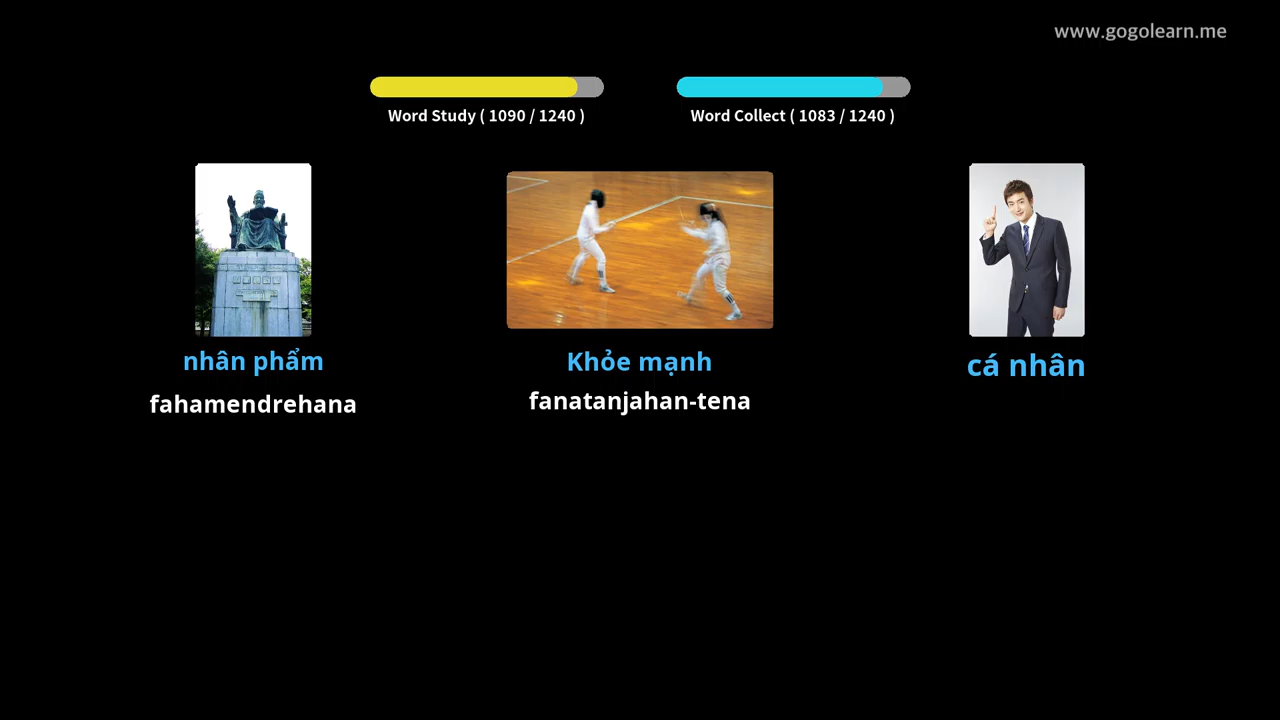 www.gogolearn.me
Word Study ( 1090 / 1240 )
Word Collect ( 1083 / 1240 )
nhân phẩm
fahamendrehana
Khỏe mạnh
fanatanjahan-tena
cá nhân